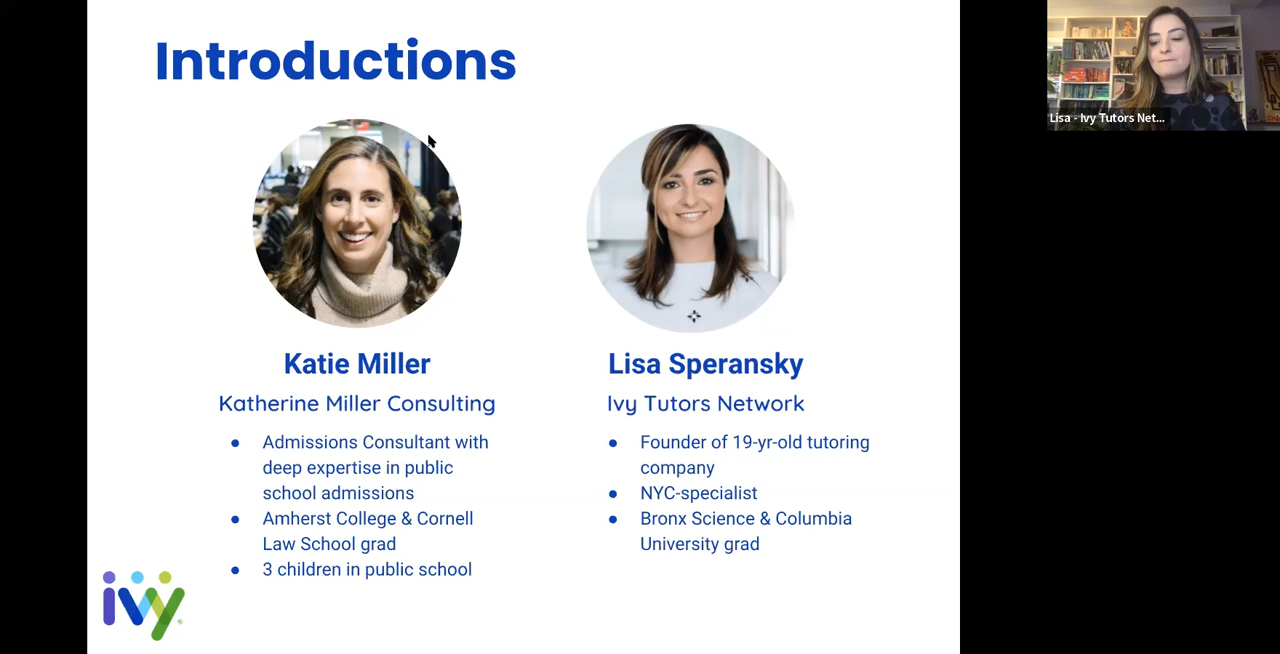 Introductions
Lisa - Ivy Tutors Net...
Katie Miller
Katherine Miller Consulting
● Admissions Consultant with
deep expertise in public
school admissions
● Amherst College & Cornell
Law School grad
● 3 children in public school
Lisa Speransky
Ivy Tutors Network
● Founder of 19-yr-old tutoring
company
● NYC-specialist
● Bronx Science & Columbia
University grad
ivy®